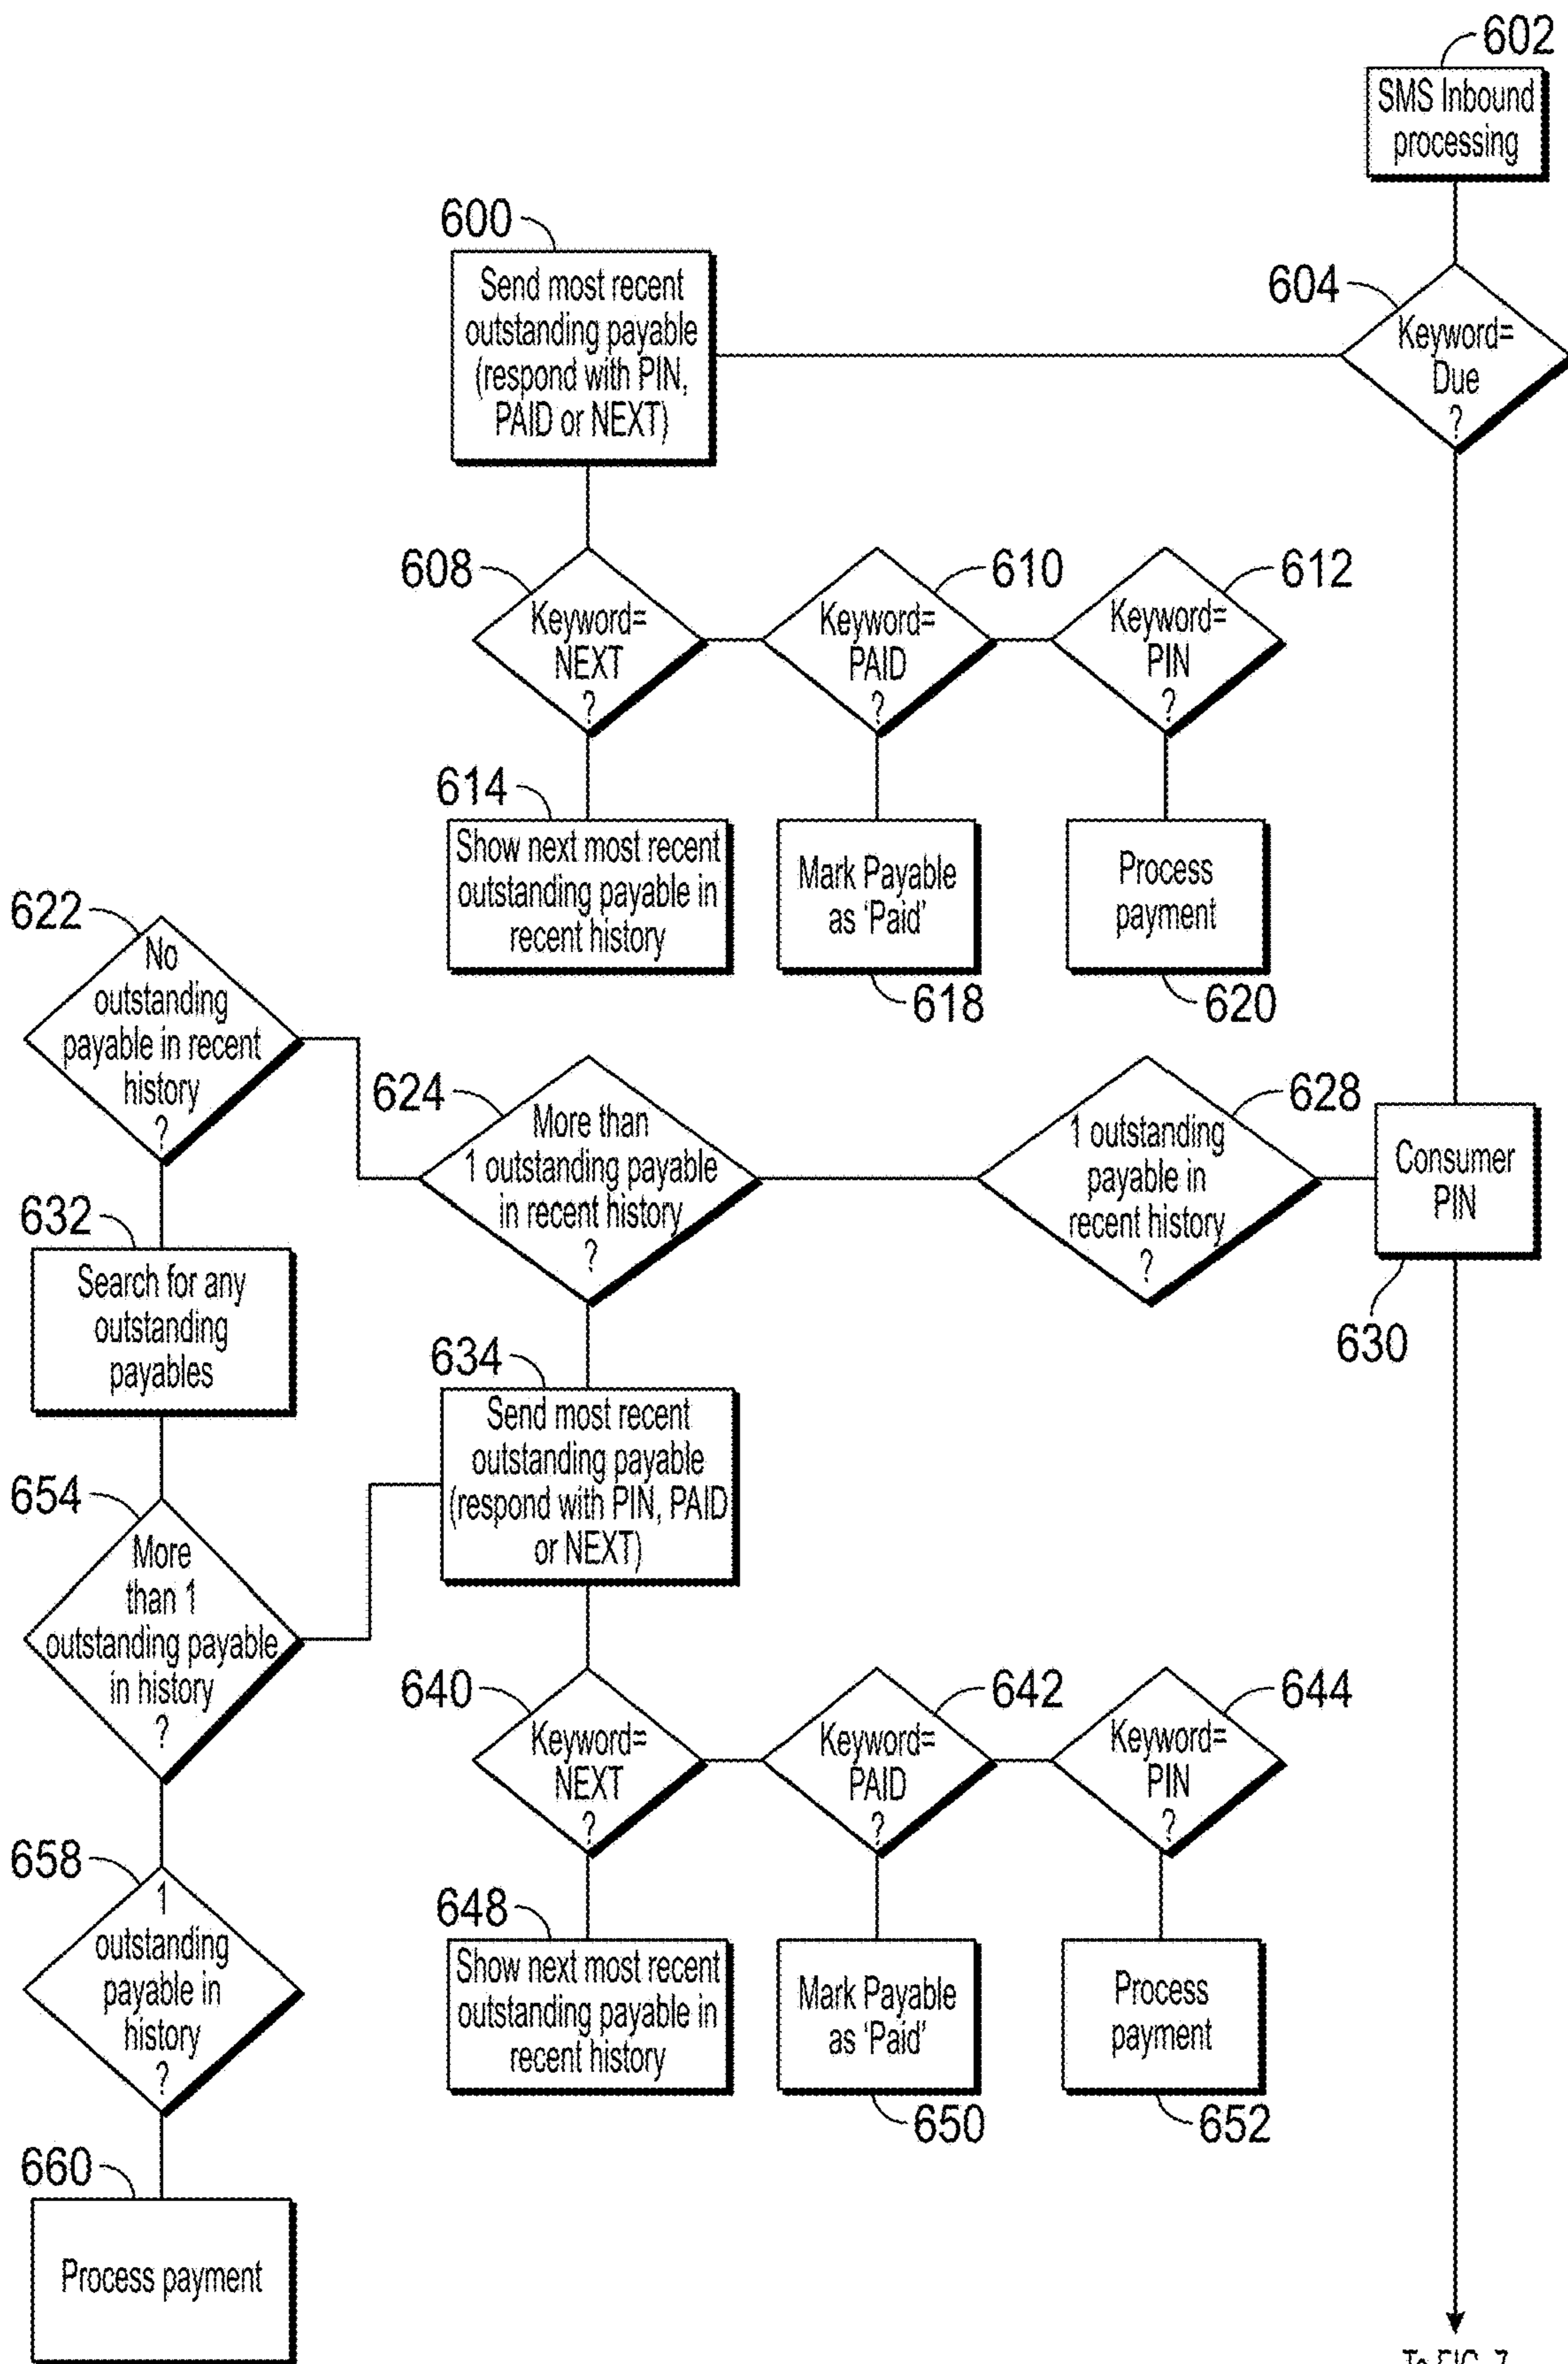 602
SMS Inbound
processing
600
Send most recent
outstanding payable
(respond with PIN,
PAID or NEXT)
604
Keyword=
Due
?
608
Keyword=
NEXT
?
610
Keyword=
PAID
?
612
Keyword=
PIN
?
614
Show next most recent
outstanding payable in
recent history
Mark Payable
as ‘Paid’
618
Process
payment
620
622
No
outstanding
payable in recent
history
?
624
More than
1 outstanding payable
in recent history
?
628
1 outstanding
payable in
recent history
?
Consumer
PIN
630
632
Search for any
outstanding
payables
634
Send most recent
outstanding payable
(respond with PIN, PAID
or NEXT)
654
More
than 1
outstanding payable
in history
?
640
Keyword=
NEXT
?
642
Keyword=
PAID
?
644
Keyword=
PIN
?
648
Show next most recent
outstanding payable in
recent history
Mark Payable
as ‘Paid’
650
Process
payment
652
658
1
outstanding
payable in
history
?
660
Process payment
To FIG. 7